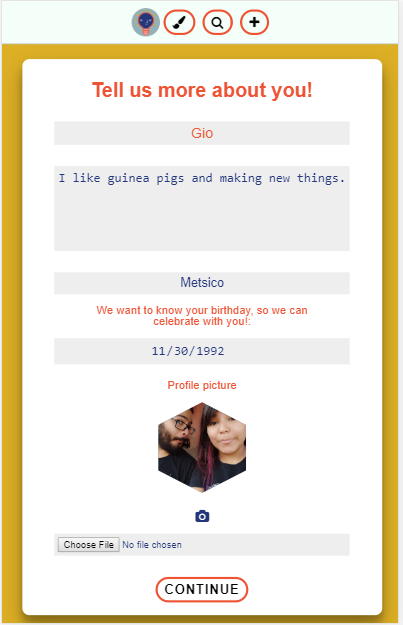 Tell us more about you!
Gio
I like guinea pigs and making new things.
Metsico
We want to know your birthday, so we can
celebrate with you!:
11/30/1992
Profile picture
Choose File No file chosen
CONTINUE